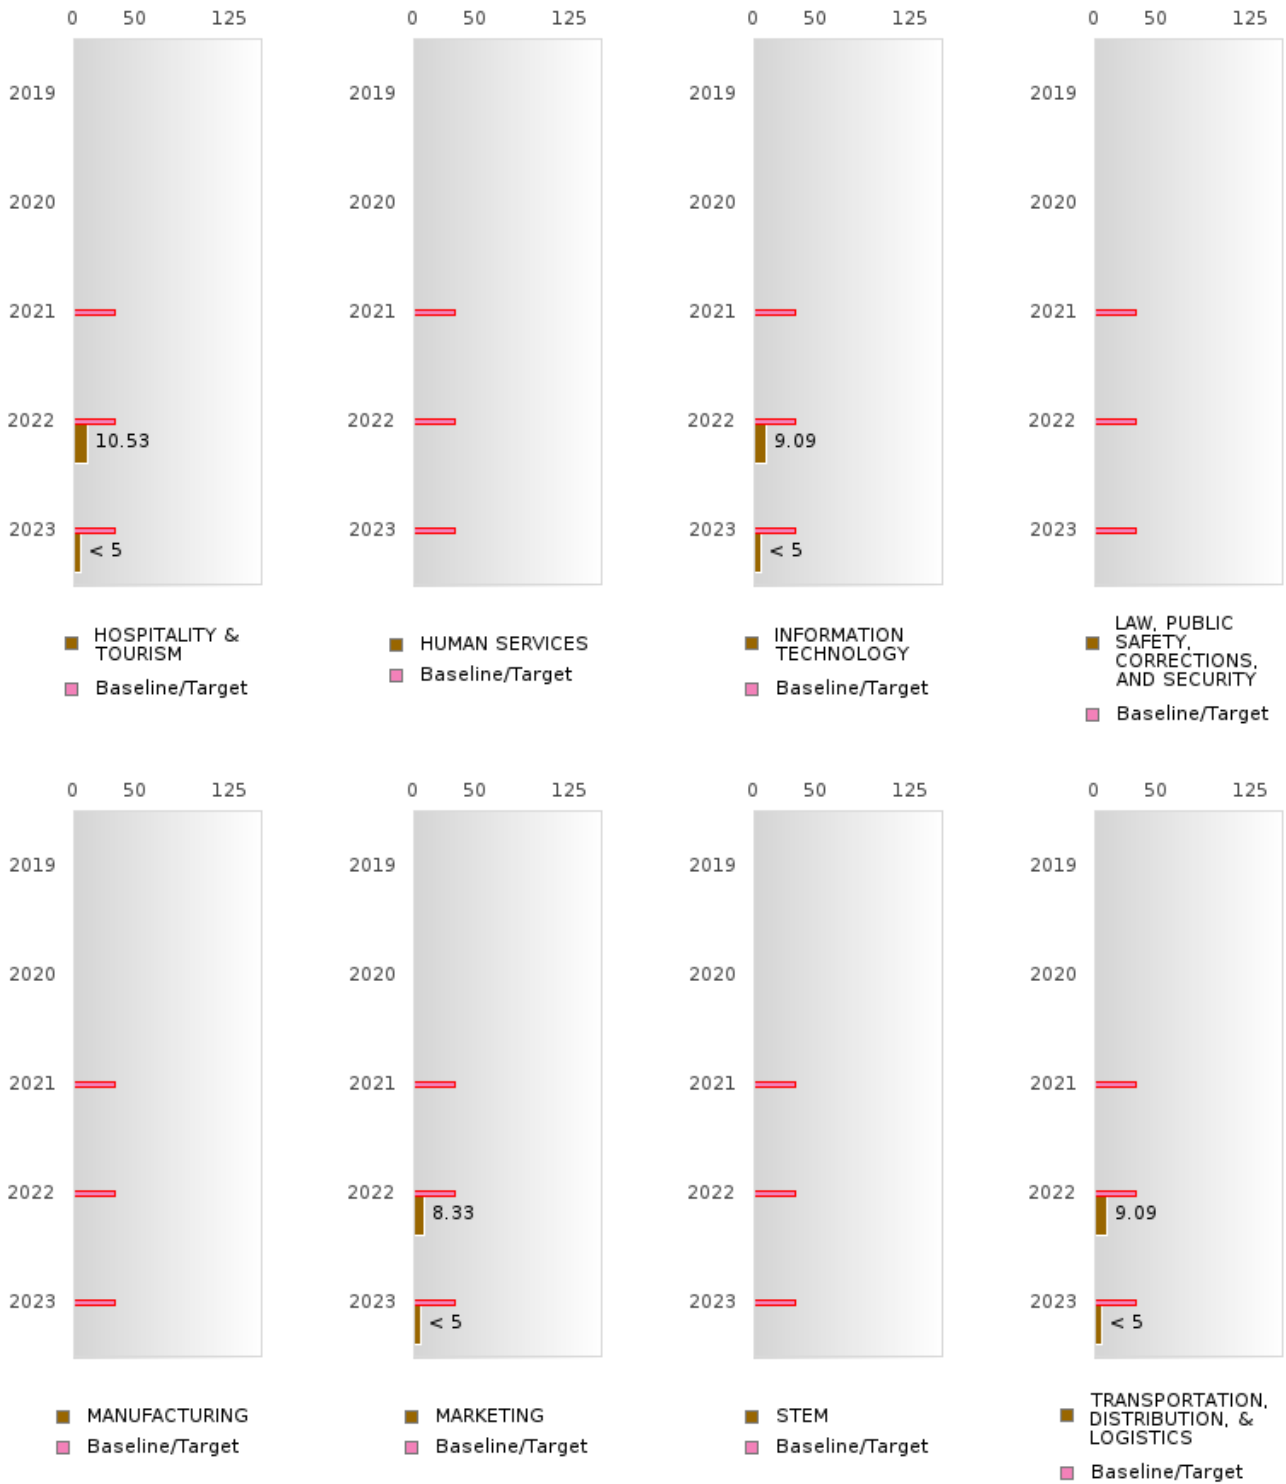 0 50 125
2019
2020
2021
2022
10.53
2023
< 5
HOSPITALITY &
TOURISM
Baseline/Target
0 50 125
2019
2020
2021
2022
2023
HUMAN SERVICES
Baseline/Target
0 50 125
2019
2020
2021
2022
9.09
2023
< 5
INFORMATION
TECHNOLOGY
Baseline/Target
0 50 125
2019
2020
2021
2022
2023
LAW, PUBLIC
SAFETY,
CORRECTIONS,
AND SECURITY
Baseline/Target
0 50 125
2019
2020
2021
2022
2023
MANUFACTURING
Baseline/Target
0 50 125
2019
2020
2021
2022
8.33
2023
< 5
MARKETING
Baseline/Target
0 50 125
2019
2020
2021
2022
2023
STEM
Baseline/Target
0 50 125
2019
2020
2021
2022
9.09
2023
< 5
TRANSPORTATION,
DISTRIBUTION, &
LOGISTICS
Baseline/Target